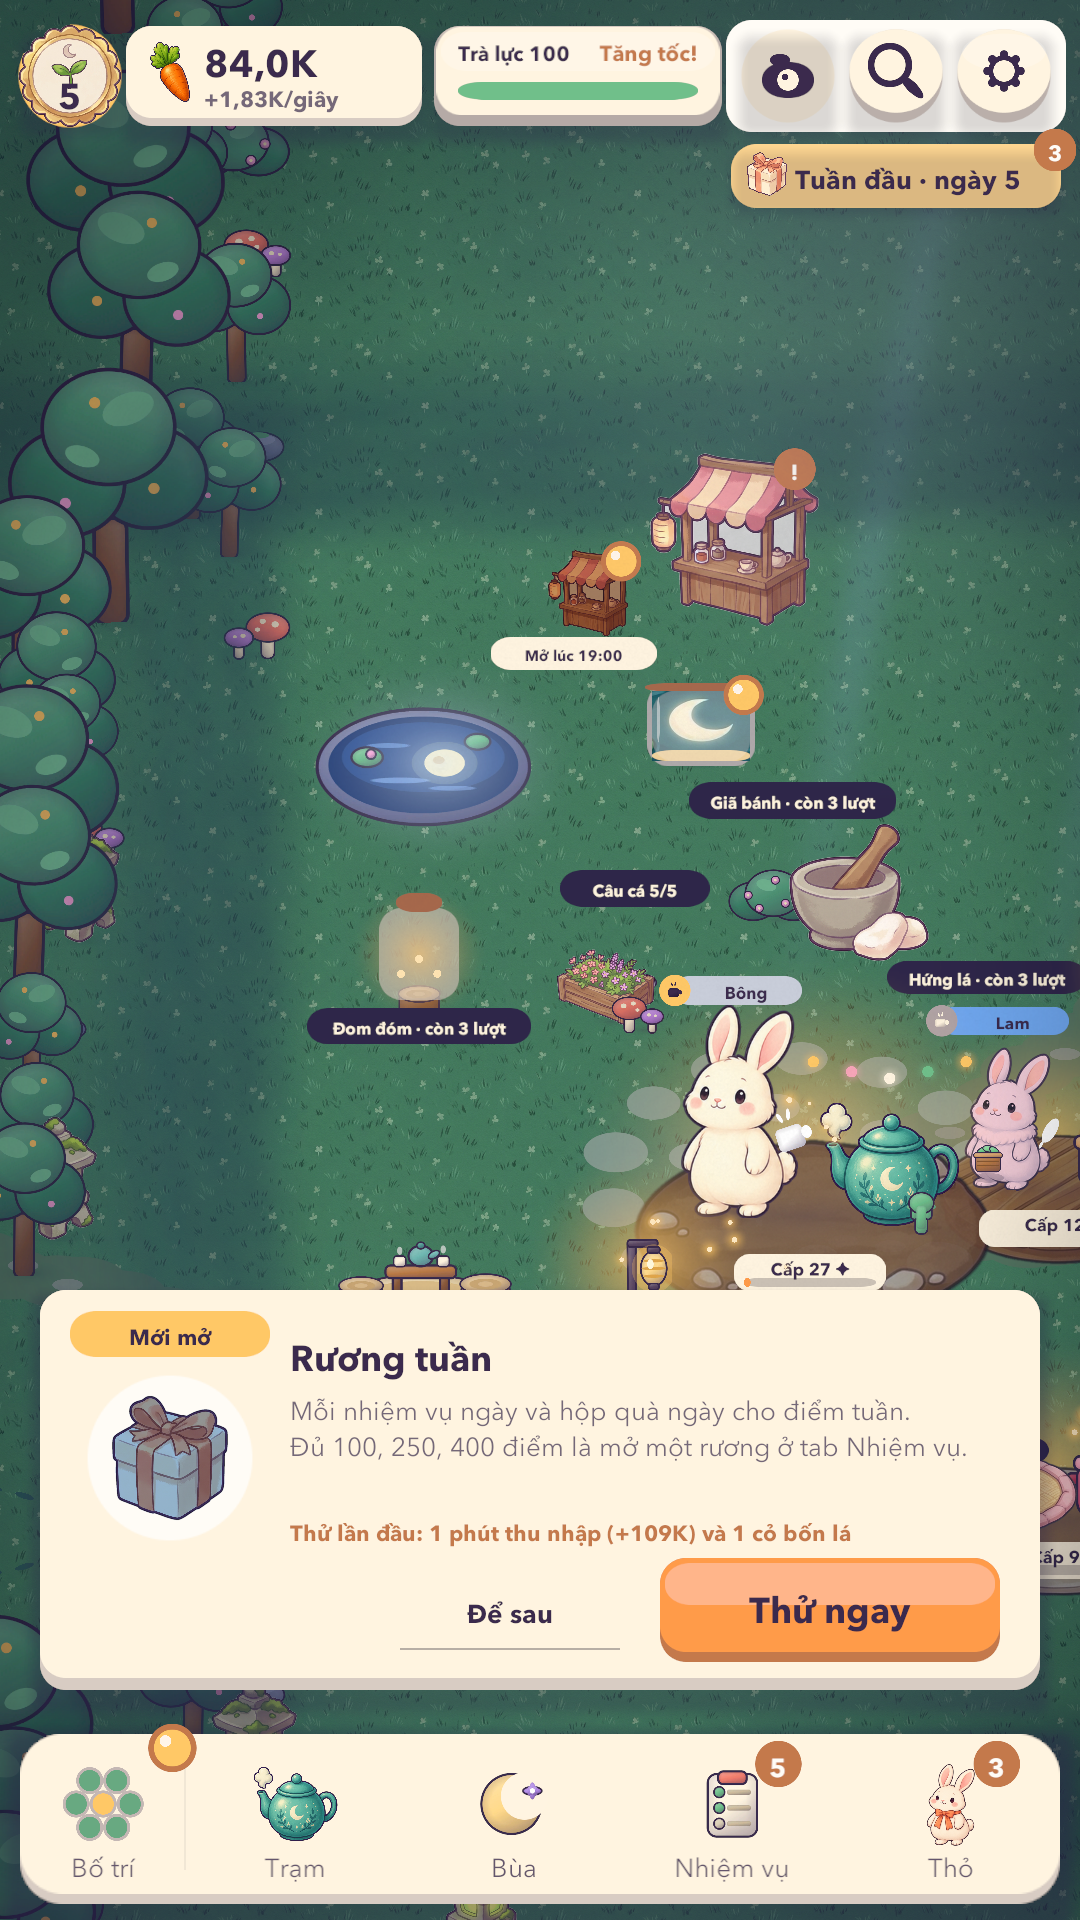 5
84,0K
+1,83K/giây
Trà lực 100
Tăng tốc!
3
Tuần đầu · ngày 5
!
Mở lúc 19:00
Giã bánh · còn 3 lượt
Câu cá 5/5
Hứng lá · còn 3 lượt
Bông
Lam
Đom đóm · còn 3 lượt
Cấp 12
Cấp 27
Cấp 9
Mới mở
Rương tuần
Mỗi nhiệm vụ ngày và hộp quà ngày cho điểm tuần.
Đủ 100, 250, 400 điểm là mở một rương ở tab Nhiệm vụ.
Thử lần đầu: 1 phút thu nhập (+109K) và 1 cỏ bốn lá
Để sau
Thử ngay
5
3
Bố trí
Trạm
Bùa
Nhiệm vụ
Thỏ